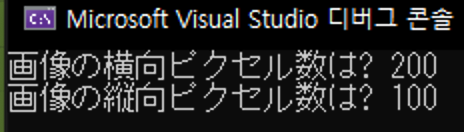 Microsoft Visual Studio 디버그 콘솔
画像の横向ピクセル数は? 200
画像の縦向ピクセル数は? 100